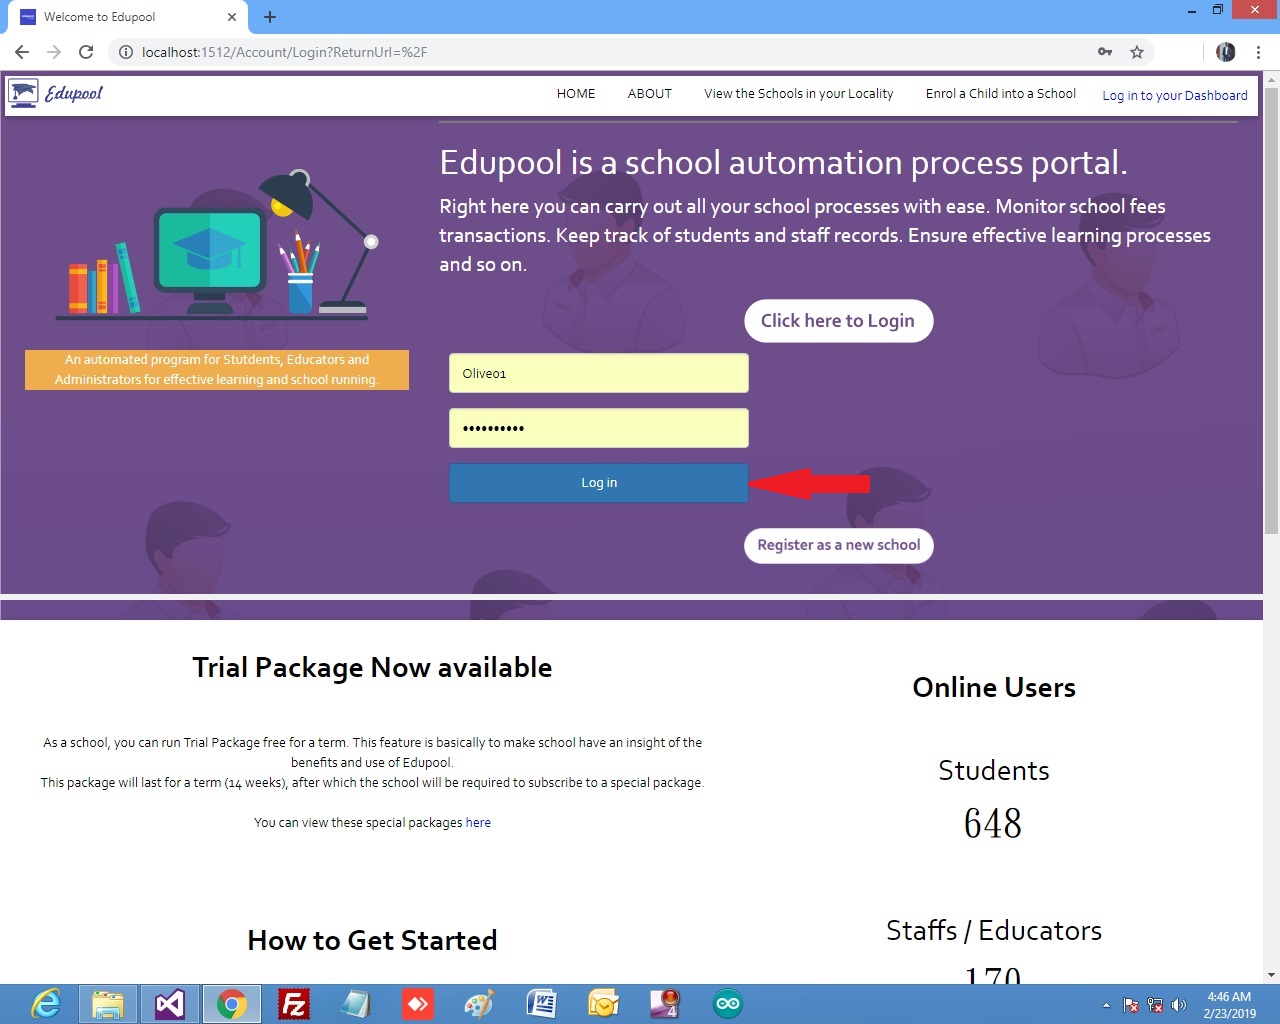 Welcome to Edupool
localhost:1512/Account/Login?ReturnUrl=%2F
Edupool
HOME
ABOUT
View the Schools in your Locality
Enrol a Child into a School
Log in to your Dashboard
Edupool is a school automation process portal.
Right here you can carry out all your school processes with ease. Monitor school fees
transactions. Keep track of students and staff records. Ensure effective learning processes
and so on.
Click here to Login
An automated program for Stutdents, Educators and
Administrators for effective learning and school running.
Olive01
••••••••••
Log in
Register as a new school
Trial Package Now available
As a school, you can run Trial Package free for a term. This feature is basically to make school have an insight of the
benefits and use of Edupool.
This package will last for a term (14 weeks), after which the school will be required to subscribe to a special package.
You can view these special packages here
How to Get Started
Online Users
Students
648
Staffs / Educators
170
4:46 AM
2/23/2019